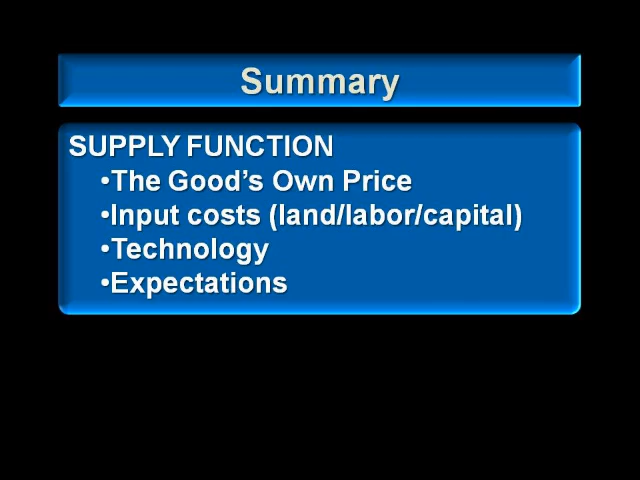 Summary
SUPPLY FUNCTION
•The Good’s Own Price
•Input costs (land/labor/capital)
•Technology
•Expectations